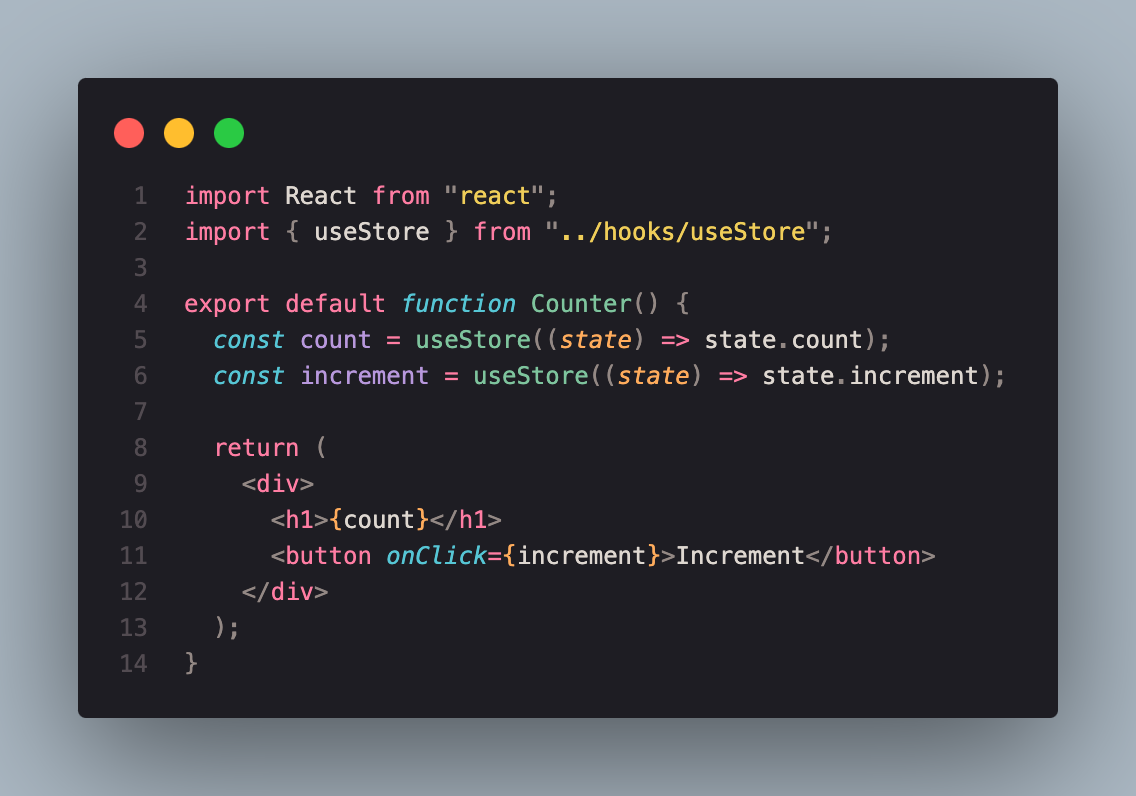 1 import React from "react";
2 import { useStore } from "../hooks/useStore";
3
4 export default function Counter() {
5   const count = useStore((state) => state.count);
6   const increment = useStore((state) => state.increment);
7
8   return (
9     <div>
10       <h1>{count}</h1>
11       <button onClick={increment}>Increment</button>
12     </div>
13   );
14 }